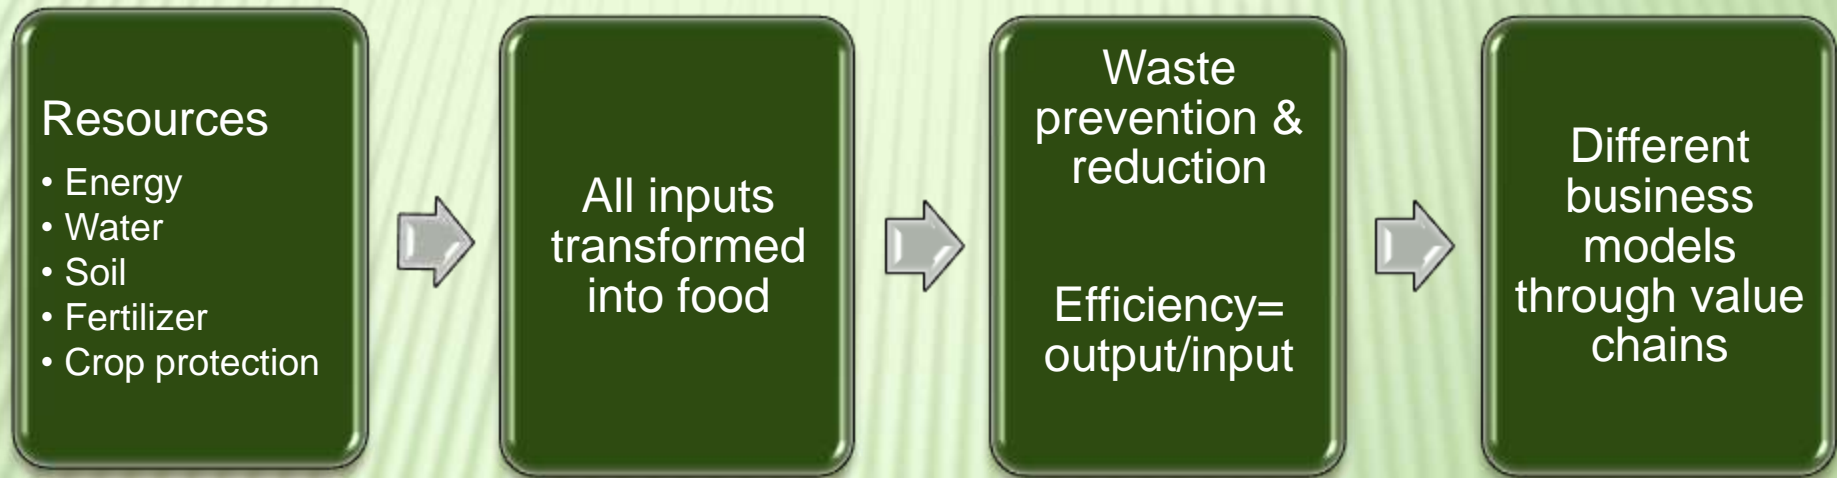 Resources
• Energy
• Water
• Soil
• Fertilizer
• Crop protection
All inputs
transformed
into food
Waste
prevention &
reduction
Efficiency=
output/input
Different
business
models
through value
chains